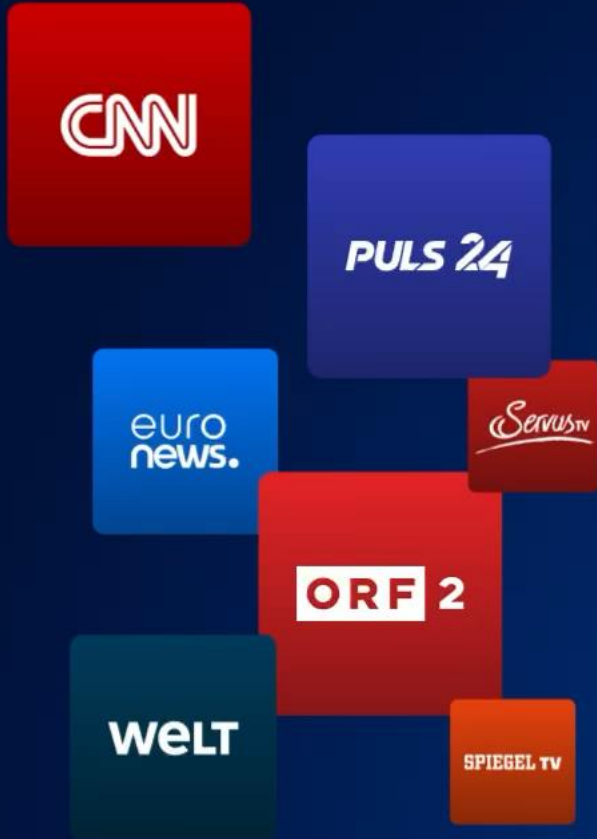 CNN
PULS 24
euro
news.
ServusTV
ORF 2
WELT
SPIEGEL TV